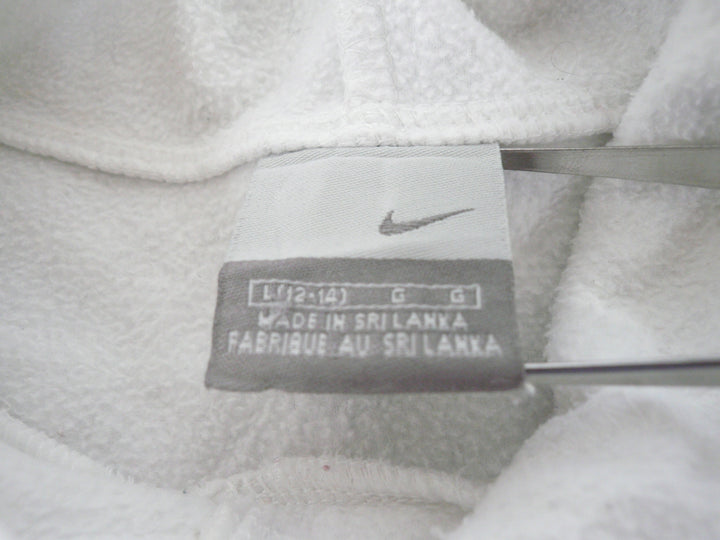 L (12-14) G G
MADE IN SRI LANKA
FABRIQUE AU SRI LANKA